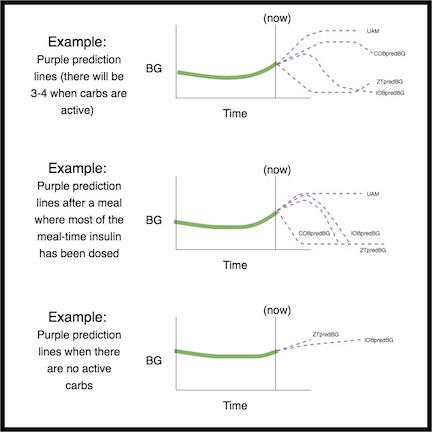 (now)
Example:
Purple prediction
lines (there will be
3-4 when carbs are
active)
BG
UAM
COBpredBG
ZTpredBG
IOBpredBG
Time
(now)
Example:
Purple prediction
lines after a meal
where most of the
meal-time insulin
has been dosed
BG
UAM
COBpredBG
IOBpredBG
ZTpredBG
Time
(now)
Example:
Purple prediction
lines when there
are no active
carbs
BG
ZTpredBG
IOBpredBG
Time